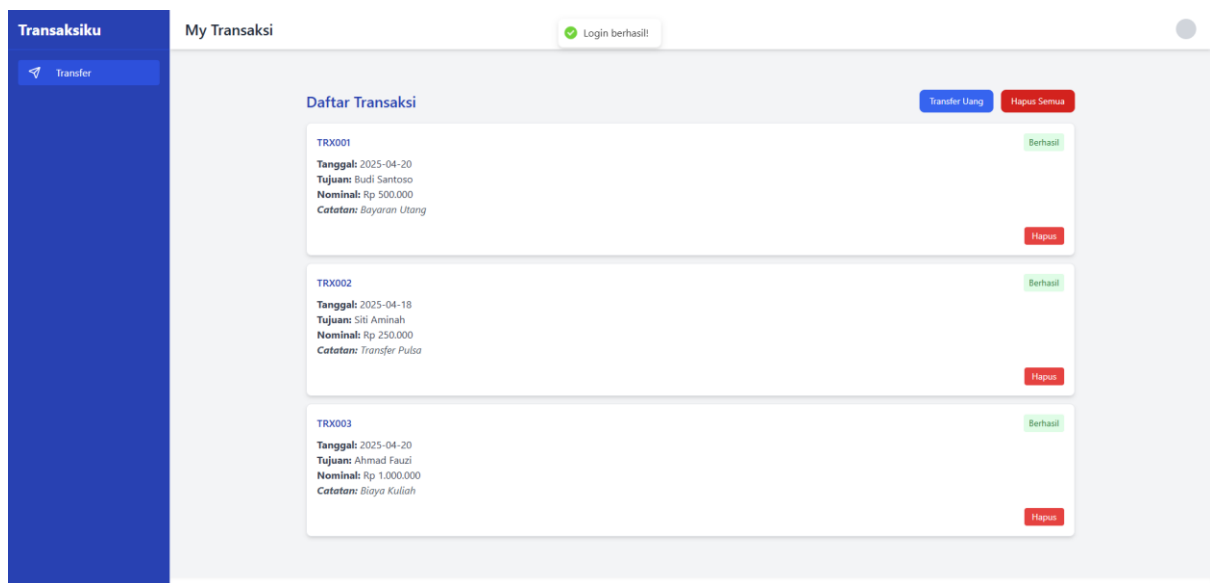 Transaksiku
My Transaksi
Login berhasil!
Transfer
Daftar Transaksi
Transfer Uang
Hapus Semua
TRX001
Berhasil
Tanggal: 2025-04-20
Tujuan: Budi Santoso
Nominal: Rp 500.000
Catatan: Bayaran Utang
Hapus
TRX002
Berhasil
Tanggal: 2025-04-18
Tujuan: Siti Aminah
Nominal: Rp 250.000
Catatan: Transfer Pulsa
Hapus
TRX003
Berhasil
Tanggal: 2025-04-20
Tujuan: Ahmad Fauzi
Nominal: Rp 1.000.000
Catatan: Biaya Kuliah
Hapus